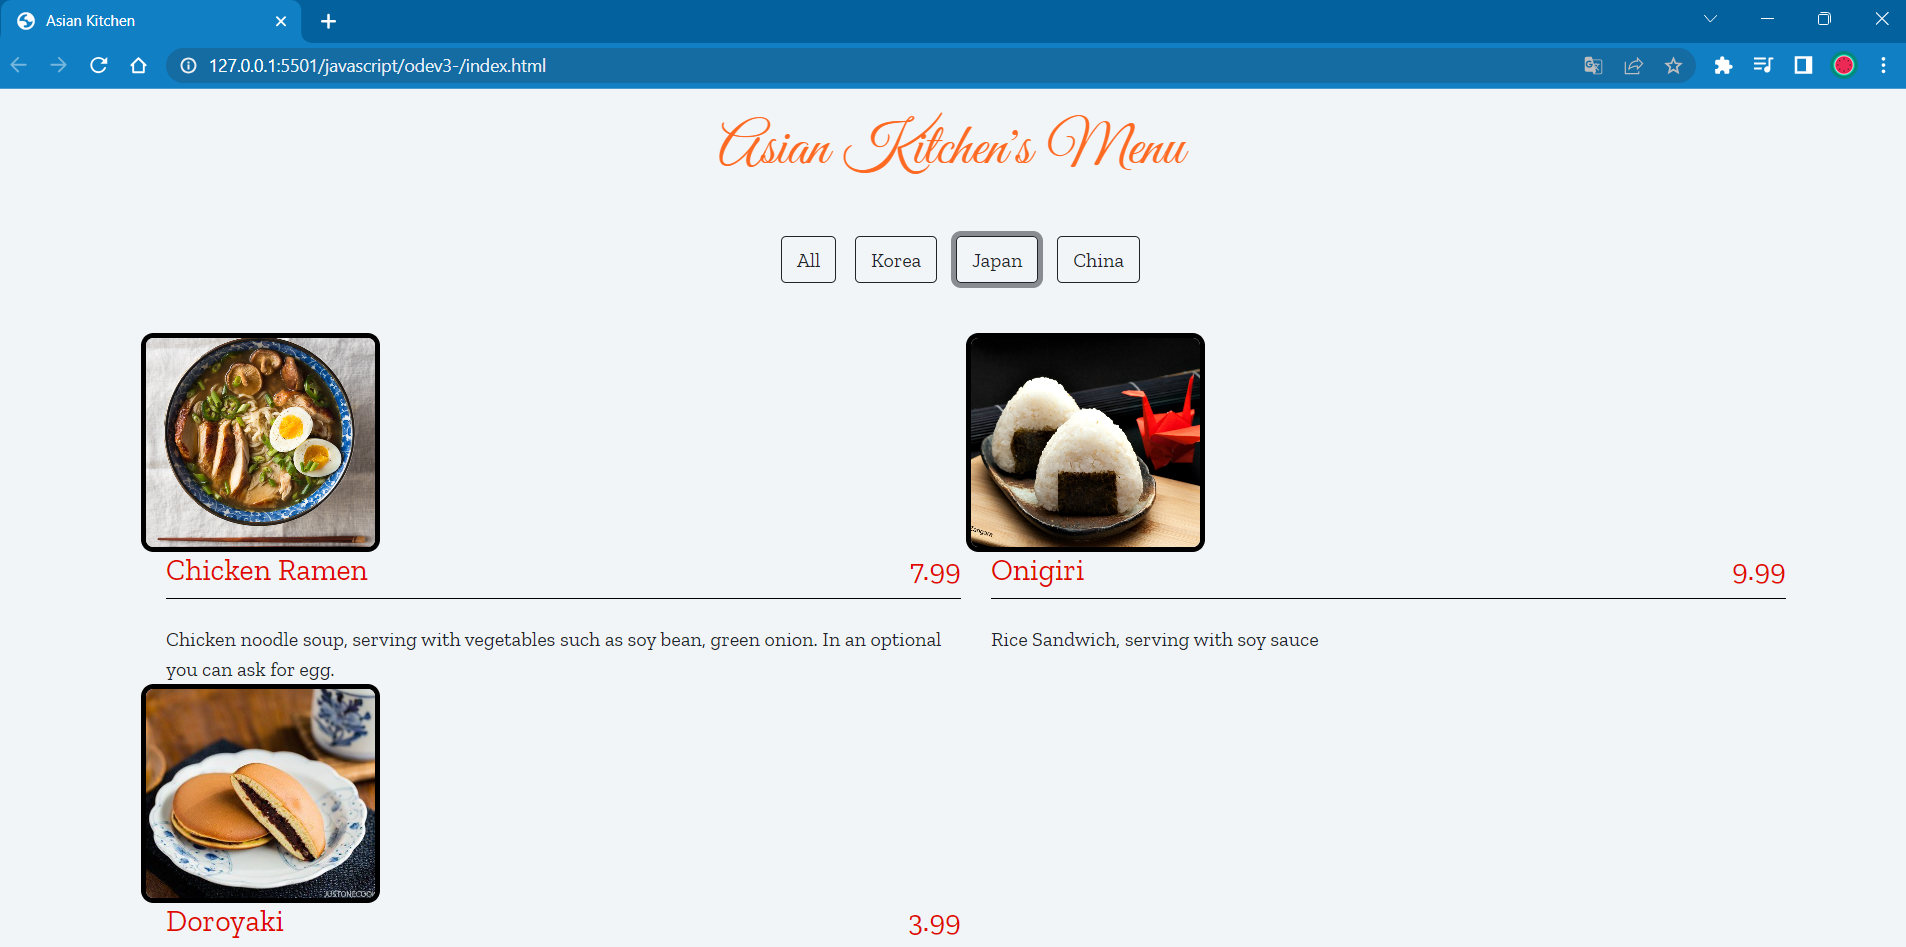 Asian Kitchen
127.0.0.1:5501/javascript/odev3-/index.html
Asian Kitchen's Menu
All Korea Japan China
Chicken Ramen 7.99
Onigiri 9.99
Chicken noodle soup, serving with vegetables such as soy bean, green onion. In an optional
you can ask for egg.
Rice Sandwich, serving with soy sauce
Doroyaki 3.99